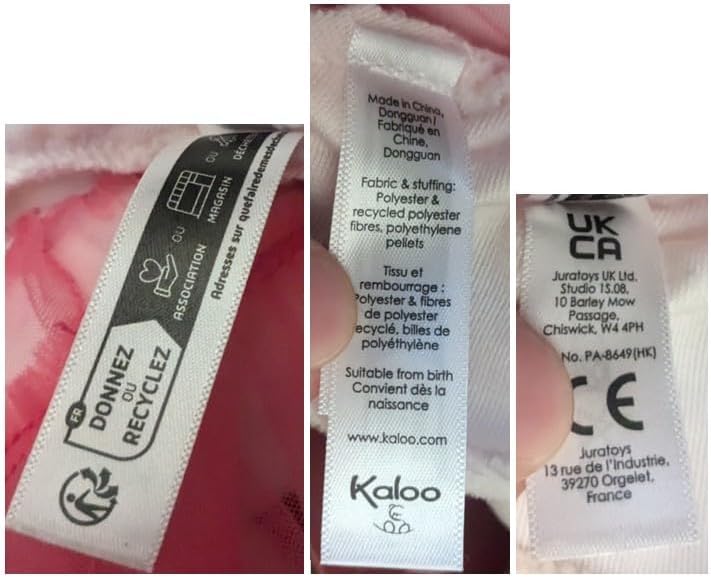 FR
DONNEZ
OU
RECYCLEZ
ASSOCIATION
OU
MAGASIN
OU
Adresses sur
Made in China,
Dongguan/
Fabriqué en
Chine,
Dongguan
Fabric & stuffing:
Polyester &
recycled polyester
fibres, polyethylene
pellets
Tissu et
rembourrage :
Polyester & fibres
de polyester
recyclé, billes de
polyéthylène
Suitable from birth
Convient dès la
naissance
www.kaloo.com
Kaloo
UK
CA
Juratoys UK Ltd.
Studio 1S.08,
10 Barley Mow
Passage,
Chiswick, W4 4PH
No. PA-8649(HK)
CE
Juratoys
13 rue de l'Industrie,
39270 Orgelet,
France